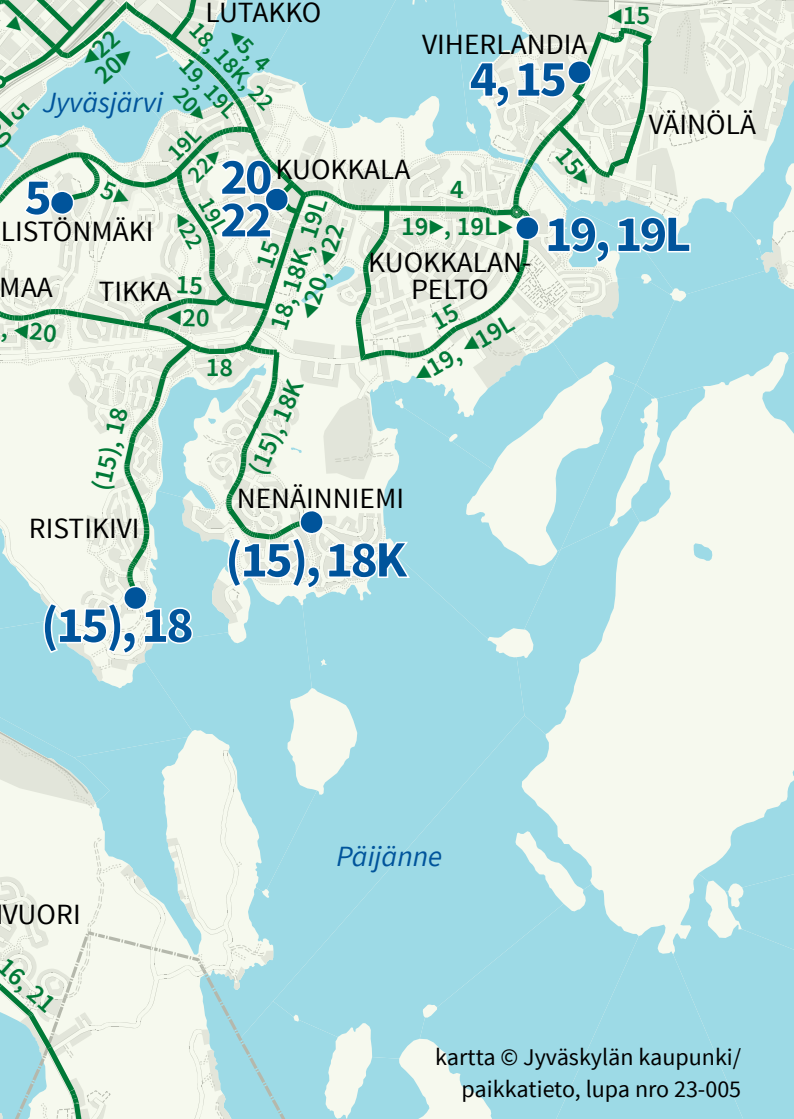 LUTAKKO
◄15
VIHERLANDIA
4, 15
◄22
20►
◄5, 4
18, 18K, 22
19, 19L
20►
Jyväsjärvi
5
VÄINÖLÄ
15►
19L
22►
20
22
KUOKKALA
5
5►
4
LISTÖNMÄKI
◄22
19L
15
18, 18K, 19L
◄20, ◄22
19►, 19L►
19, 19L
KUOKKALAN-
PELTO
MAA
TIKKA
15
◄20
, ◄20
15
◄19, ◄19L
18
(15), 18
(15), 18K
NENÄINNIEMI
(15), 18K
RISTIKIVI
(15), 18
Päijänne
IVUORI
16, 21
kartta © Jyväskylän kaupunki/
paikkatieto, lupa nro 23-005